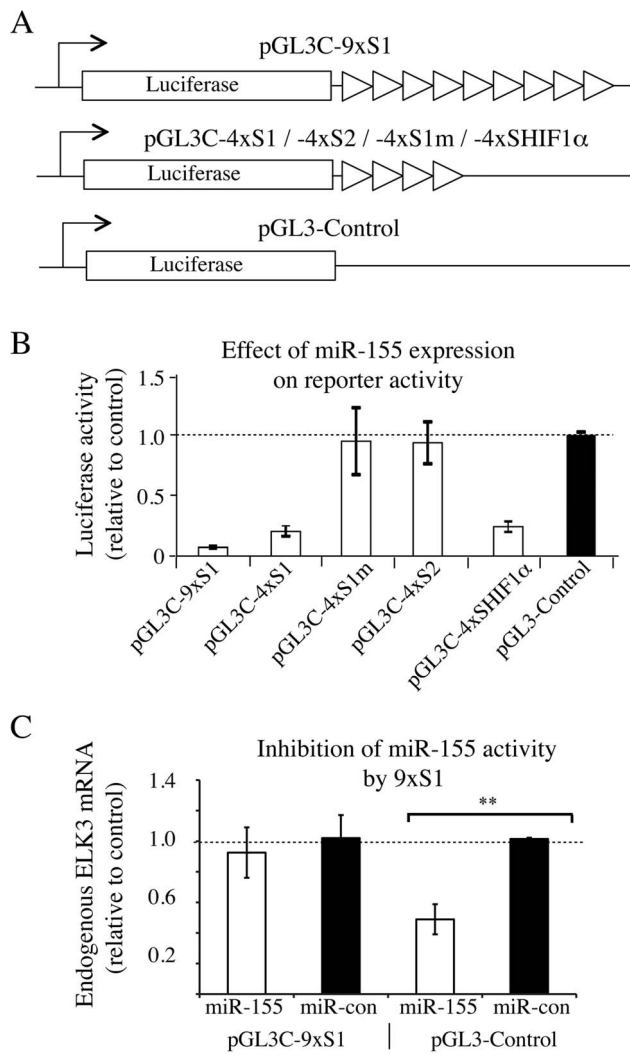 A
pGL3C-9xS1
Luciferase
pGL3C-4xS1 / -4xS2 / -4xS1m / -4xSHIF1α
Luciferase
pGL3-Control
Luciferase
B
Effect of miR-155 expression
on reporter activity
Luciferase activity
(relative to control)
1.5
1.0
0.5
0
pGL3C-9xS1
pGL3C-4xS1
pGL3C-4xS1m
pGL3C-4xS2
pGL3C-4xSHIF1α
pGL3-Control
C
Inhibition of miR-155 activity
by 9xS1
Endogenous ELK3 mRNA
(relative to control)
1.4
1.0
0.6
0.2
**
miR-155 miR-con miR-155 miR-con
pGL3C-9xS1 | pGL3-Control